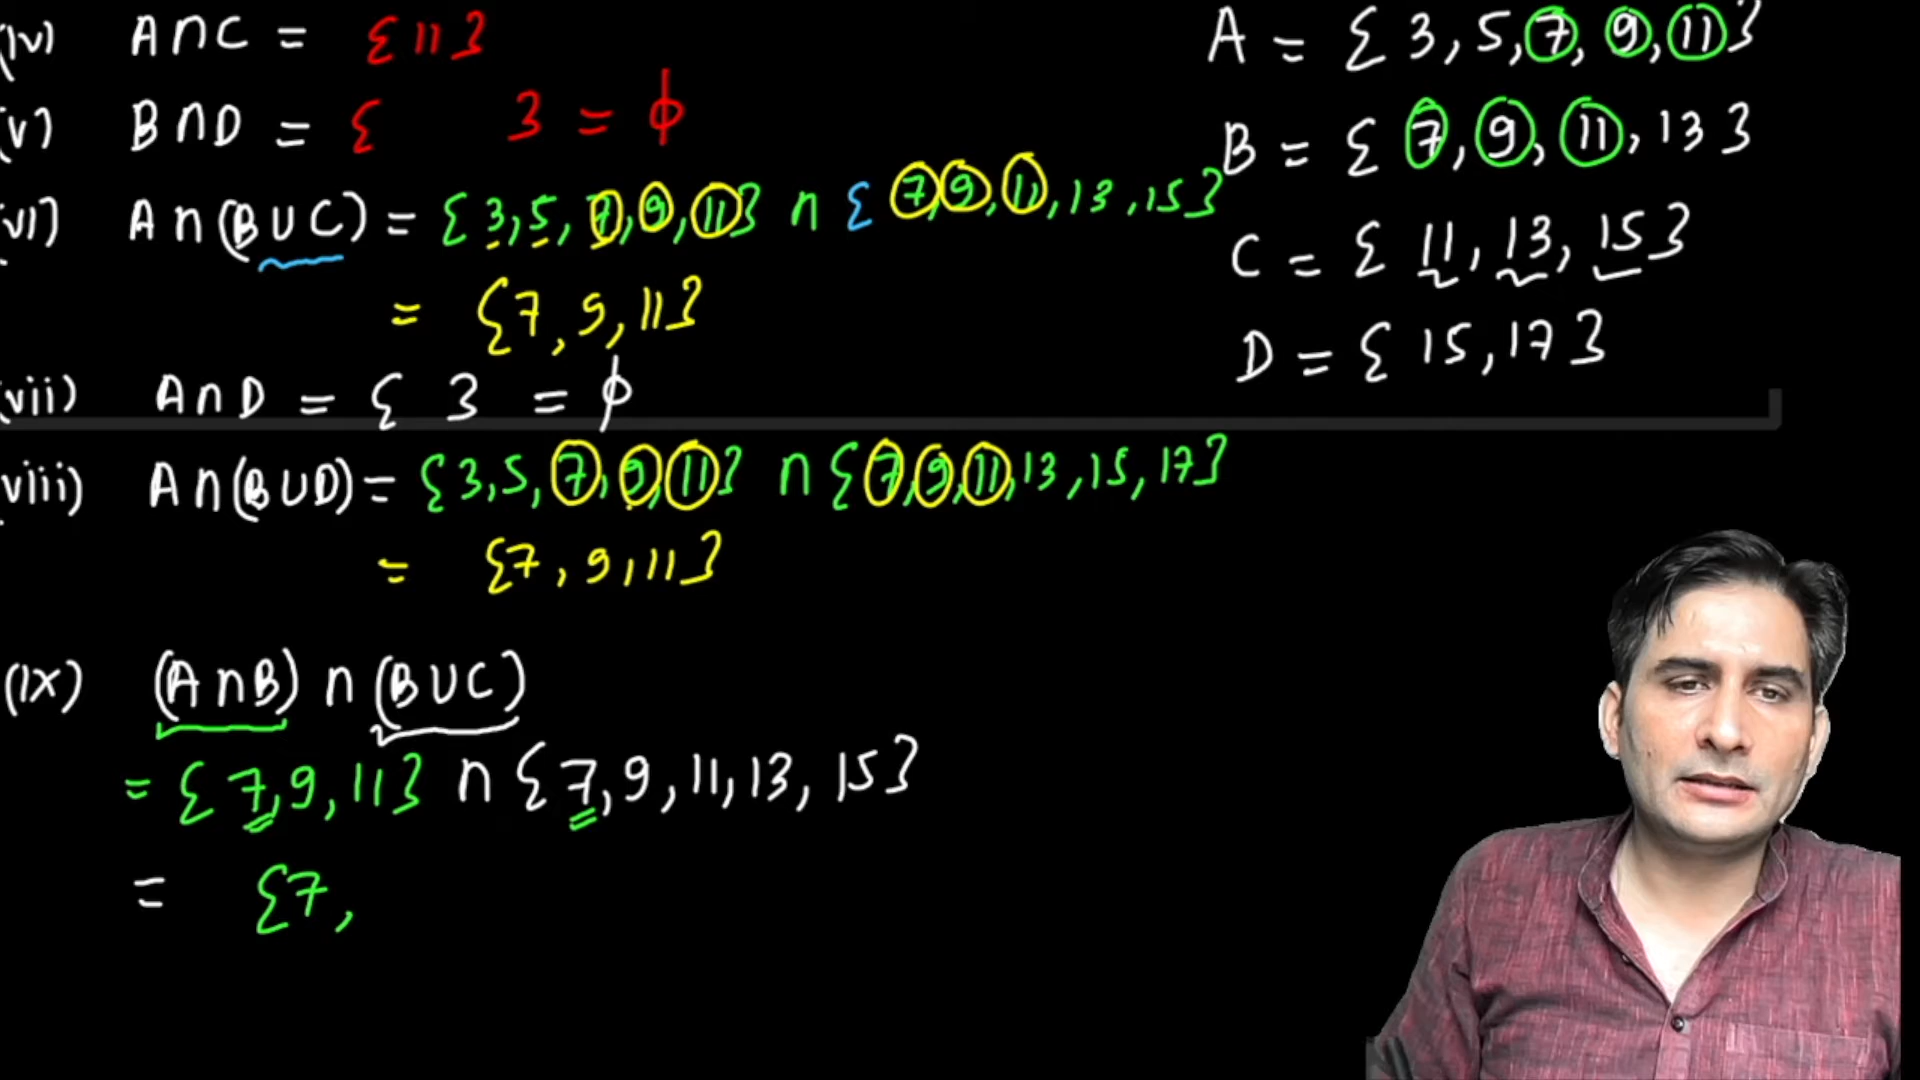 (iv) A∩C = {11}
(v) B∩D = { } = ϕ
(vi) A∩(B∪C) = {3,5,7,9,11} ∩ {7,9,11,13,15}
= {7,9,11}
(vii) A∩D = { } = ϕ
(viii) A∩(B∪D) = {3,5,7,9,11} ∩ {7,9,11,13,15,17}
= {7,9,11}
(ix) (A∩B) ∩ (B∪C)
= {7,9,11} ∩ {7,9,11,13,15}
= {7,
A = {3,5,7,9,11}
B = {7,9,11,13}
C = {11,13,15}
D = {15,17}